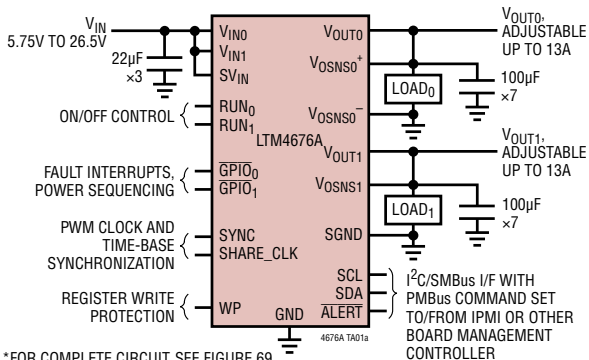 VIN
5.75V TO 26.5V
22µF
×3
ON/OFF CONTROL
FAULT INTERRUPTS,
POWER SEQUENCING
PWM CLOCK AND
TIME-BASE
SYNCHRONIZATION
REGISTER WRITE
PROTECTION
VIN0
VIN1
SVIN
RUN0
RUN1
GPIO0
GPIO1
SYNC
SHARE_CLK
WP
LTM4676A
GND
VOUT0
VOSNS0+
VOSNS0–
VOUT1
VOSNS1
SGND
SCL
SDA
ALERT
LOAD0
VOUT0,
ADJUSTABLE
UP TO 13A
100µF
×7
LOAD1
VOUT1,
ADJUSTABLE
UP TO 13A
100µF
×7
I2C/SMBus I/F WITH
PMBus COMMAND SET
TO/FROM IPMI OR OTHER
BOARD MANAGEMENT
CONTROLLER
4676A TA01a
*FOR COMPLETE CIRCUIT SEE FIGURE 69